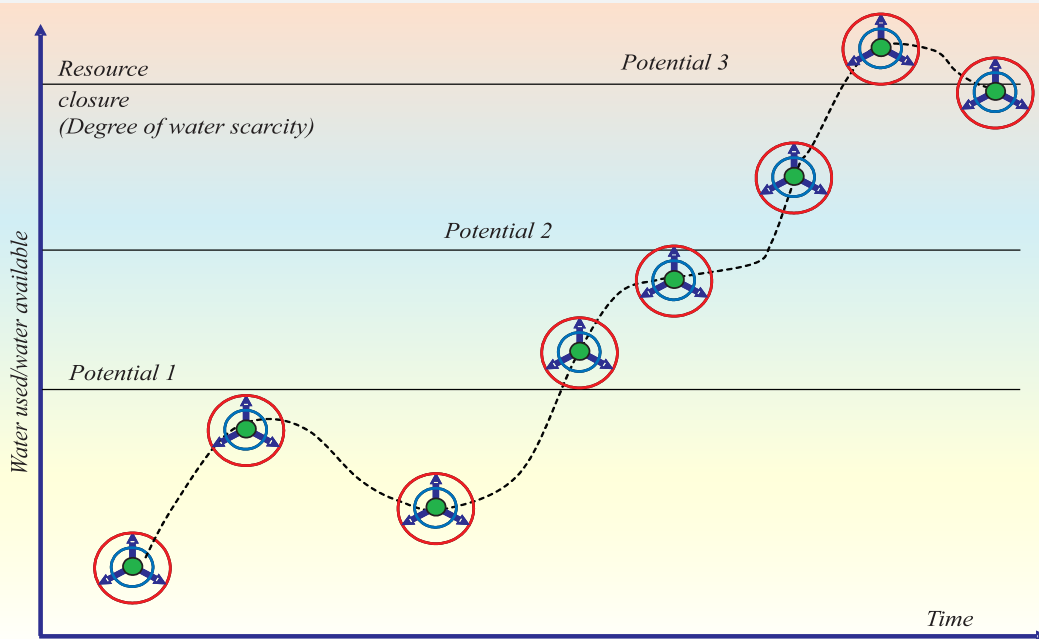 Potential 3
Resource
closure
(Degree of water scarcity)
Potential 2
Water used/water available
Potential 1
Time